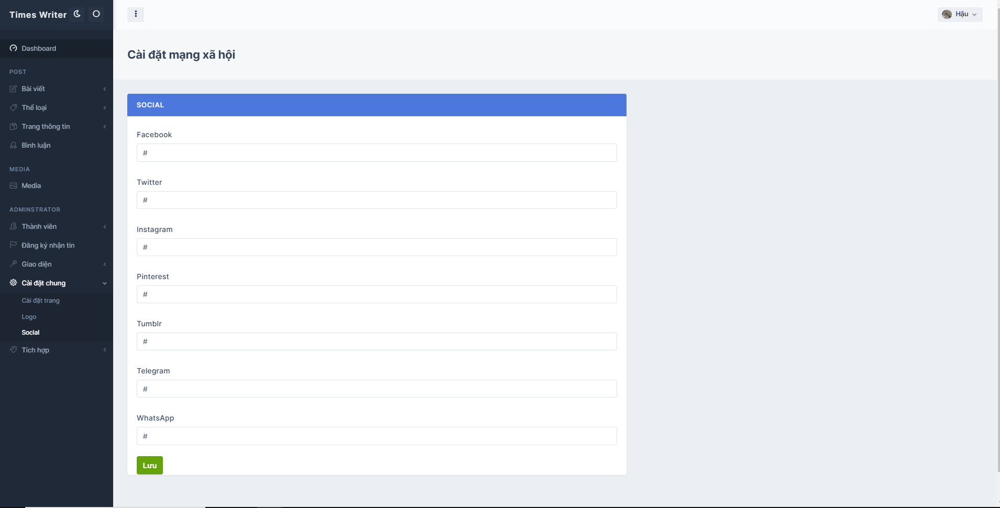 Times Writer
Hậu
Dashboard
POST
Bài viết
Thể loại
Trang thông tin
Bình luận
MEDIA
Media
ADMINSTRATOR
Thành viên
Đăng ký nhận tin
Giao diện
Cài đặt chung
Cài đặt trang
Logo
Social
Tích hợp
Cài đặt mạng xã hội
SOCIAL
Facebook
#
Twitter
#
Instagram
#
Pinterest
#
Tumblr
#
Telegram
#
WhatsApp
#
Lưu